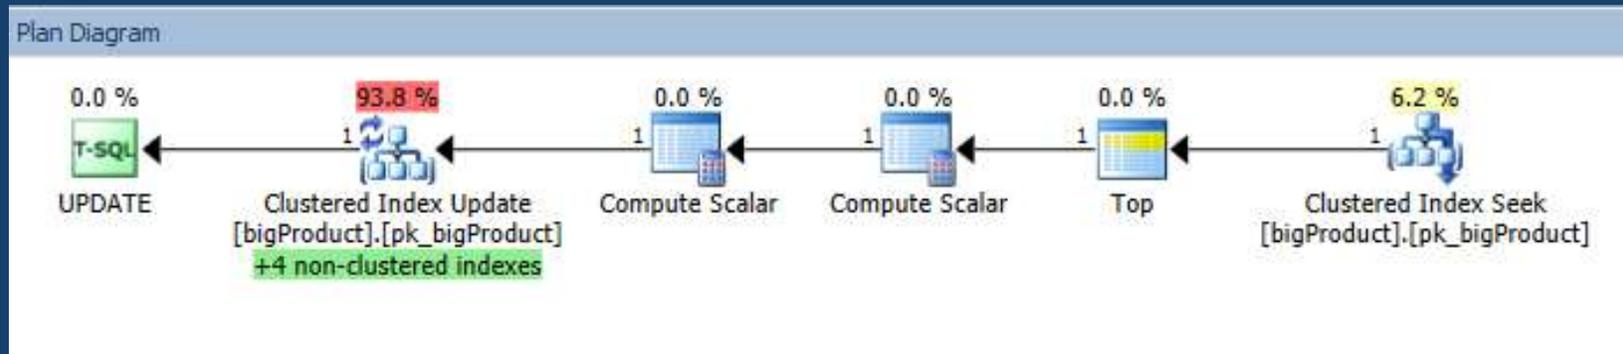 Plan Diagram
0.0 % 93.8 % 0.0 % 0.0 % 0.0 % 6.2 %
1 1 1 1 1
T-SQL
UPDATE Clustered Index Update Compute Scalar Compute Scalar Top Clustered Index Seek
[bigProduct].[pk_bigProduct] [bigProduct].[pk_bigProduct]
+4 non-clustered indexes